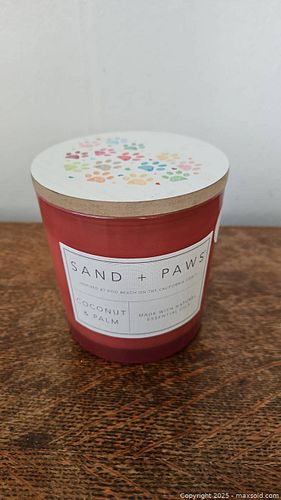 SAND + PAWS
INSPIRED BY DOG BEACH ON THE CALIFORNIA COAST
COCONUT
& PALM
MADE WITH NATURAL
ESSENTIAL OILS
Copyright 2025 - maxsold.com